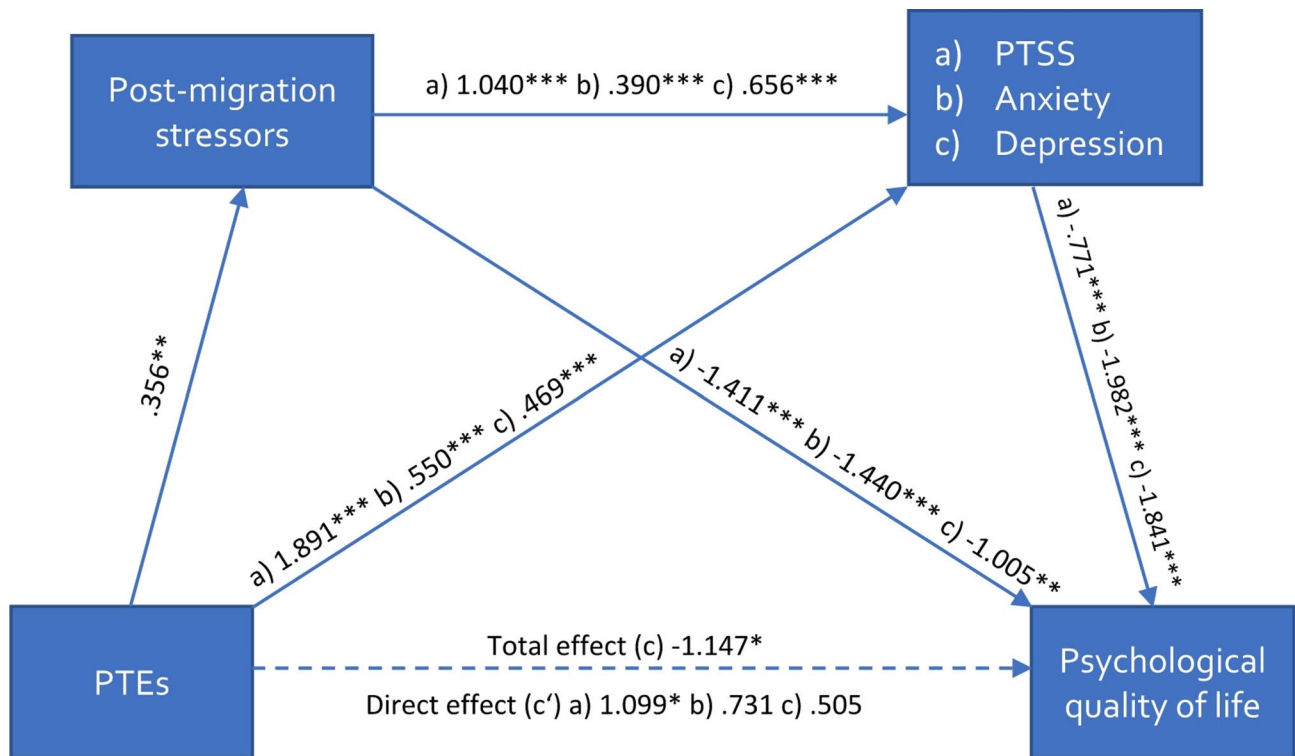 Post-migration
stressors
a) 1.040*** b) .390*** c) .656***
a) PTSS
b) Anxiety
c) Depression
.356**
a) 1.891*** b) .550*** c) .469***
a) -1.411*** b) -1.440*** c) -1.005**
a) -.771*** b) -1.982*** c) -1.841***
PTEs
Total effect (c) -1.147*
Direct effect (c‘) a) 1.099* b) .731 c) .505
Psychological
quality of life